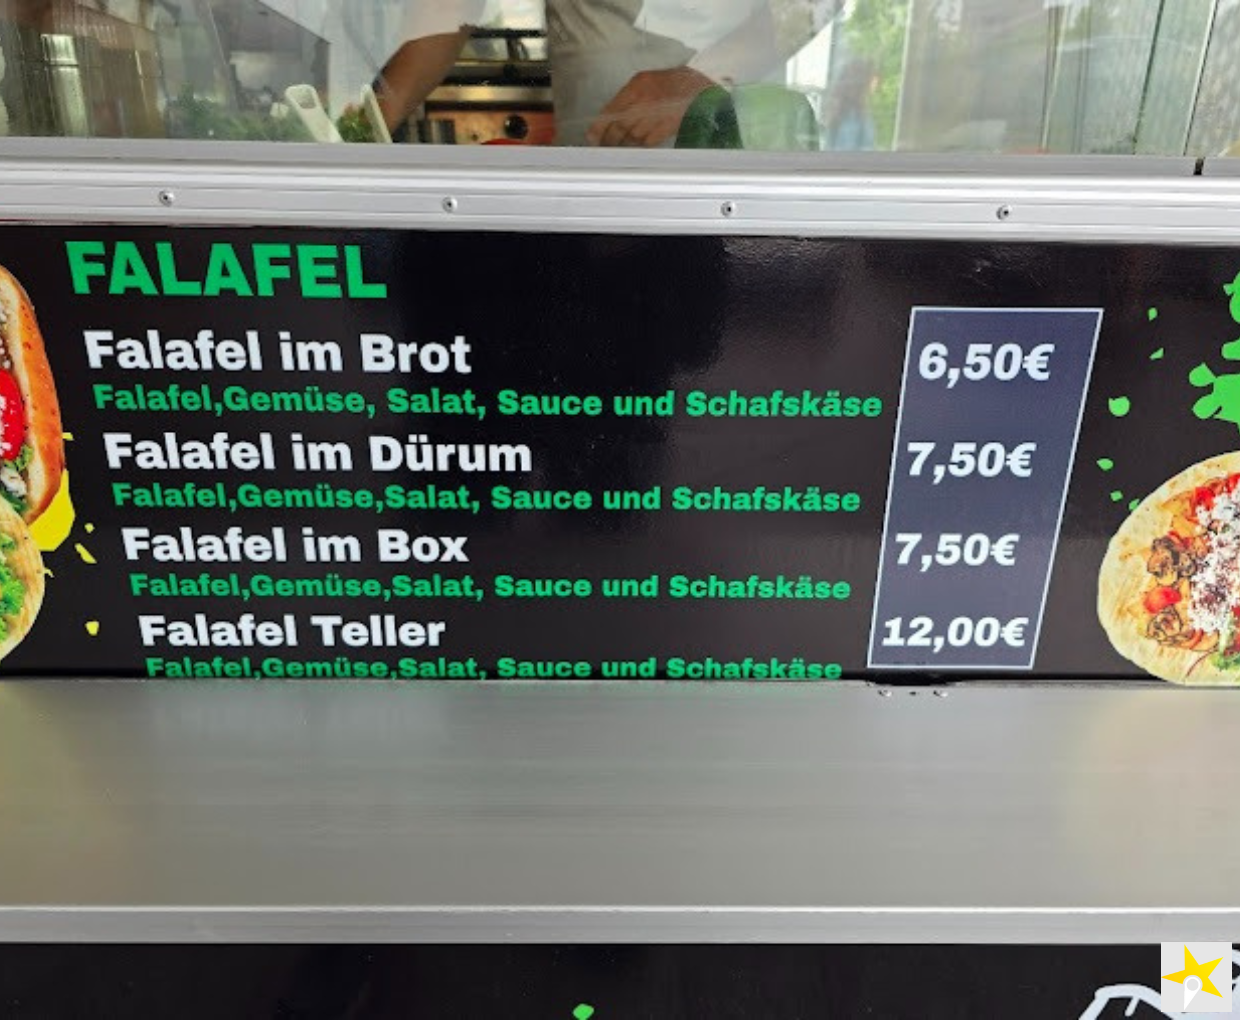 FALAFEL
Falafel im Brot 6,50€
Falafel,Gemüse, Salat, Sauce und Schafskäse
Falafel im Dürum 7,50€
Falafel,Gemüse,Salat, Sauce und Schafskäse
Falafel im Box 7,50€
Falafel,Gemüse,Salat, Sauce und Schafskäse
Falafel Teller 12,00€
Falafel,Gemüse,Salat, Sauce und Schafskäse